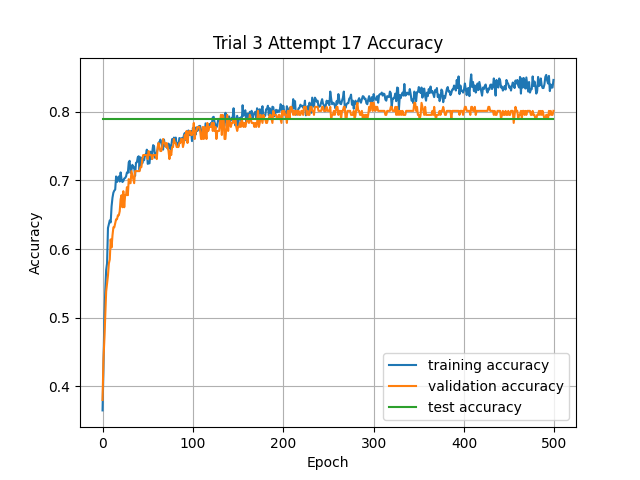 Trial 3 Attempt 17 Accuracy
Accuracy
0.8
0.7
0.6
0.5
0.4
training accuracy
validation accuracy
test accuracy
0 100 200 300 400 500
Epoch